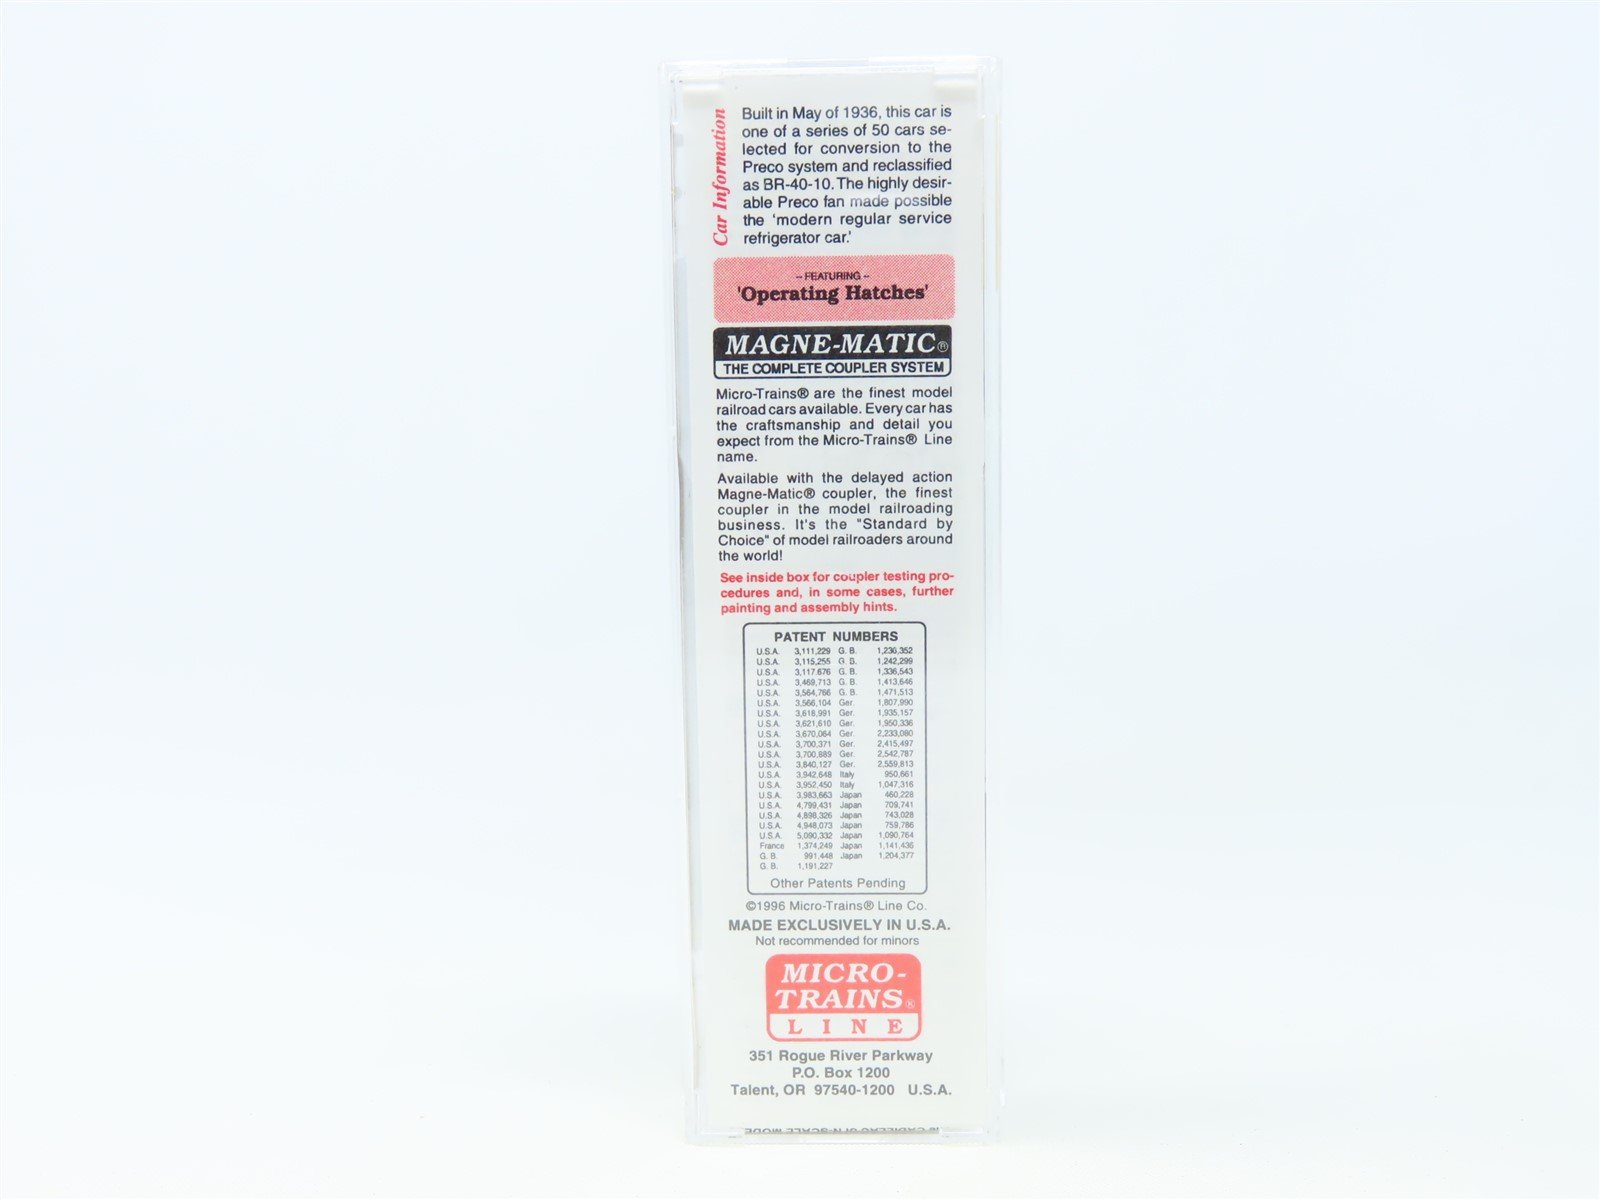 Car Information
Built in May of 1936, this car is
one of a series of 50 cars se-
lected for conversion to the
Preco system and reclassified
as BR-40-10. The highly desir-
able Preco fan made possible
the 'modern regular service
refrigerator car.'
-- FEATURING --
'Operating Hatches'
MAGNE-MATIC®
THE COMPLETE COUPLER SYSTEM
Micro-Trains® are the finest model
railroad cars available. Every car has
the craftsmanship and detail you
expect from the Micro-Trains® Line
name.
Available with the delayed action
Magne-Matic® coupler, the finest
coupler in the model railroading
business. It's the "Standard by
Choice" of model railroaders around
the world!
See inside box for coupler testing pro-
cedures and, in some cases, further
painting and assembly hints.
PATENT NUMBERS
U.S.A. 3,111,229 G. B. 1,230,352
U.S.A. 3,115,255 G. B. 1,242,299
U.S.A. 3,117,676 G. B. 1,336,543
U.S.A. 3,469,713 G. B. 1,413,646
U.S.A. 3,564,766 G. B. 1,471,513
U.S.A. 3,566,104 Ger. 1,807,990
U.S.A. 3,618,991 Ger. 1,935,157
U.S.A. 3,621,610 Ger. 1,950,336
U.S.A. 3,670,064 Ger. 2,233,080
U.S.A. 3,700,371 Ger. 2,415,497
U.S.A. 3,700,889 Ger. 2,542,787
U.S.A. 3,840,127 Ger. 2,559,813
U.S.A. 3,942,648 Italy 950,661
U.S.A. 3,952,450 Italy 1,047,316
U.S.A. 3,983,663 Japan 460,228
U.S.A. 4,799,431 Japan 709,741
U.S.A. 4,898,326 Japan 743,028
U.S.A. 4,948,073 Japan 759,786
U.S.A. 5,090,332 Japan 1,090,764
France 1,374,249 Japan 1,141,436
G. B. 991,448 Japan 1,204,377
G. B. 1,191,227
Other Patents Pending
©1996 Micro-Trains® Line Co.
MADE EXCLUSIVELY IN U.S.A.
Not recommended for minors
MICRO-
TRAINS®
LINE
351 Rogue River Parkway
P.O. Box 1200
Talent, OR 97540-1200 U.S.A.